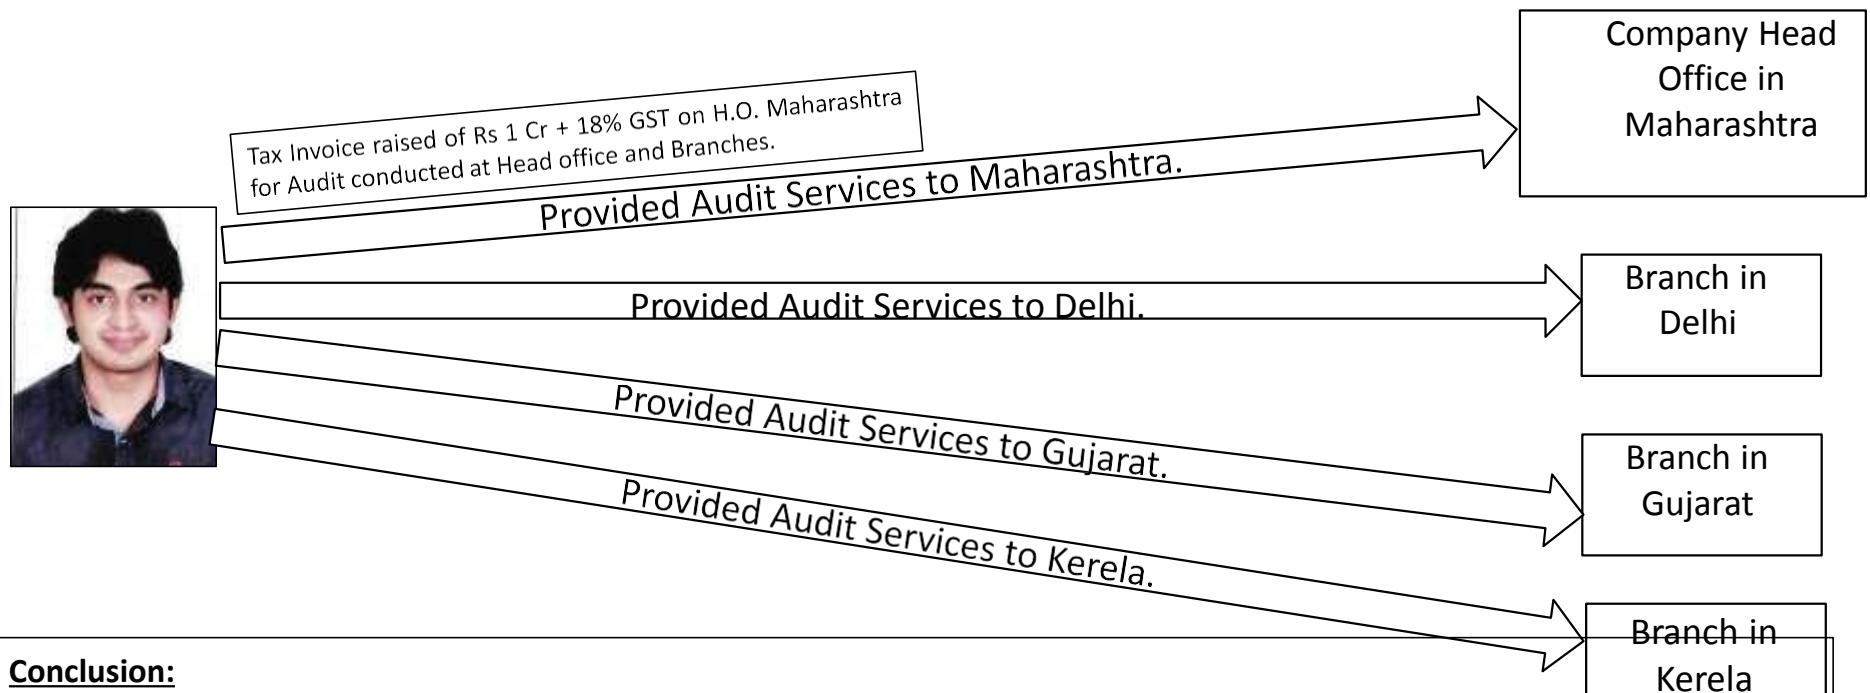 Company Head
Office in
Maharashtra
Tax Invoice raised of Rs 1 Cr + 18% GST on H.O. Maharashtra
for Audit conducted at Head office and Branches.
Provided Audit Services to Maharashtra.
Provided Audit Services to Delhi.
Branch in
Delhi
Provided Audit Services to Gujarat.
Branch in
Gujarat
Provided Audit Services to Kerela.
Branch in
Kerela
Conclusion: